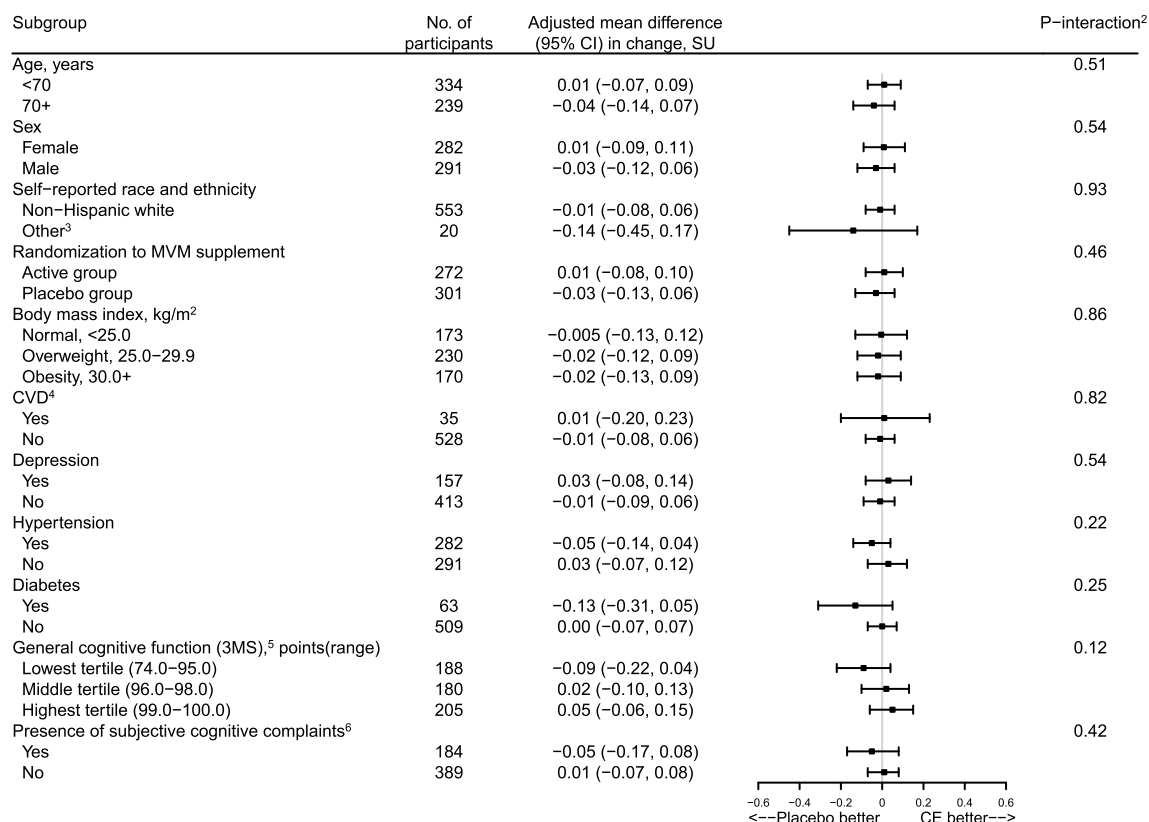 Subgroup No. of participants Adjusted mean difference (95% CI) in change, SU P−interaction2
Age, years 0.51
<70 334 0.01 (−0.07, 0.09)
70+ 239 −0.04 (−0.14, 0.07)
Sex 0.54
Female 282 0.01 (−0.09, 0.11)
Male 291 −0.03 (−0.12, 0.06)
Self−reported race and ethnicity 0.93
Non−Hispanic white 553 −0.01 (−0.08, 0.06)
Other3 20 −0.14 (−0.45, 0.17)
Randomization to MVM supplement 0.46
Active group 272 0.01 (−0.08, 0.10)
Placebo group 301 −0.03 (−0.13, 0.06)
Body mass index, kg/m2 0.86
Normal, <25.0 173 −0.005 (−0.13, 0.12)
Overweight, 25.0−29.9 230 −0.02 (−0.12, 0.09)
Obesity, 30.0+ 170 −0.02 (−0.13, 0.09)
CVD4 0.82
Yes 35 0.01 (−0.20, 0.23)
No 528 −0.01 (−0.08, 0.06)
Depression 0.54
Yes 157 0.03 (−0.08, 0.14)
No 413 −0.01 (−0.09, 0.06)
Hypertension 0.22
Yes 282 −0.05 (−0.14, 0.04)
No 291 0.03 (−0.07, 0.12)
Diabetes 0.25
Yes 63 −0.13 (−0.31, 0.05)
No 509 0.00 (−0.07, 0.07)
General cognitive function (3MS),5 points(range) 0.12
Lowest tertile (74.0−95.0) 188 −0.09 (−0.22, 0.04)
Middle tertile (96.0−98.0) 180 0.02 (−0.10, 0.13)
Highest tertile (99.0−100.0) 205 0.05 (−0.06, 0.15)
Presence of subjective cognitive complaints6 0.42
Yes 184 −0.05 (−0.17, 0.08)
No 389 0.01 (−0.07, 0.08)
−0.6 −0.4 −0.2 0 0.2 0.4 0.6
<−−Placebo better CE better−−>